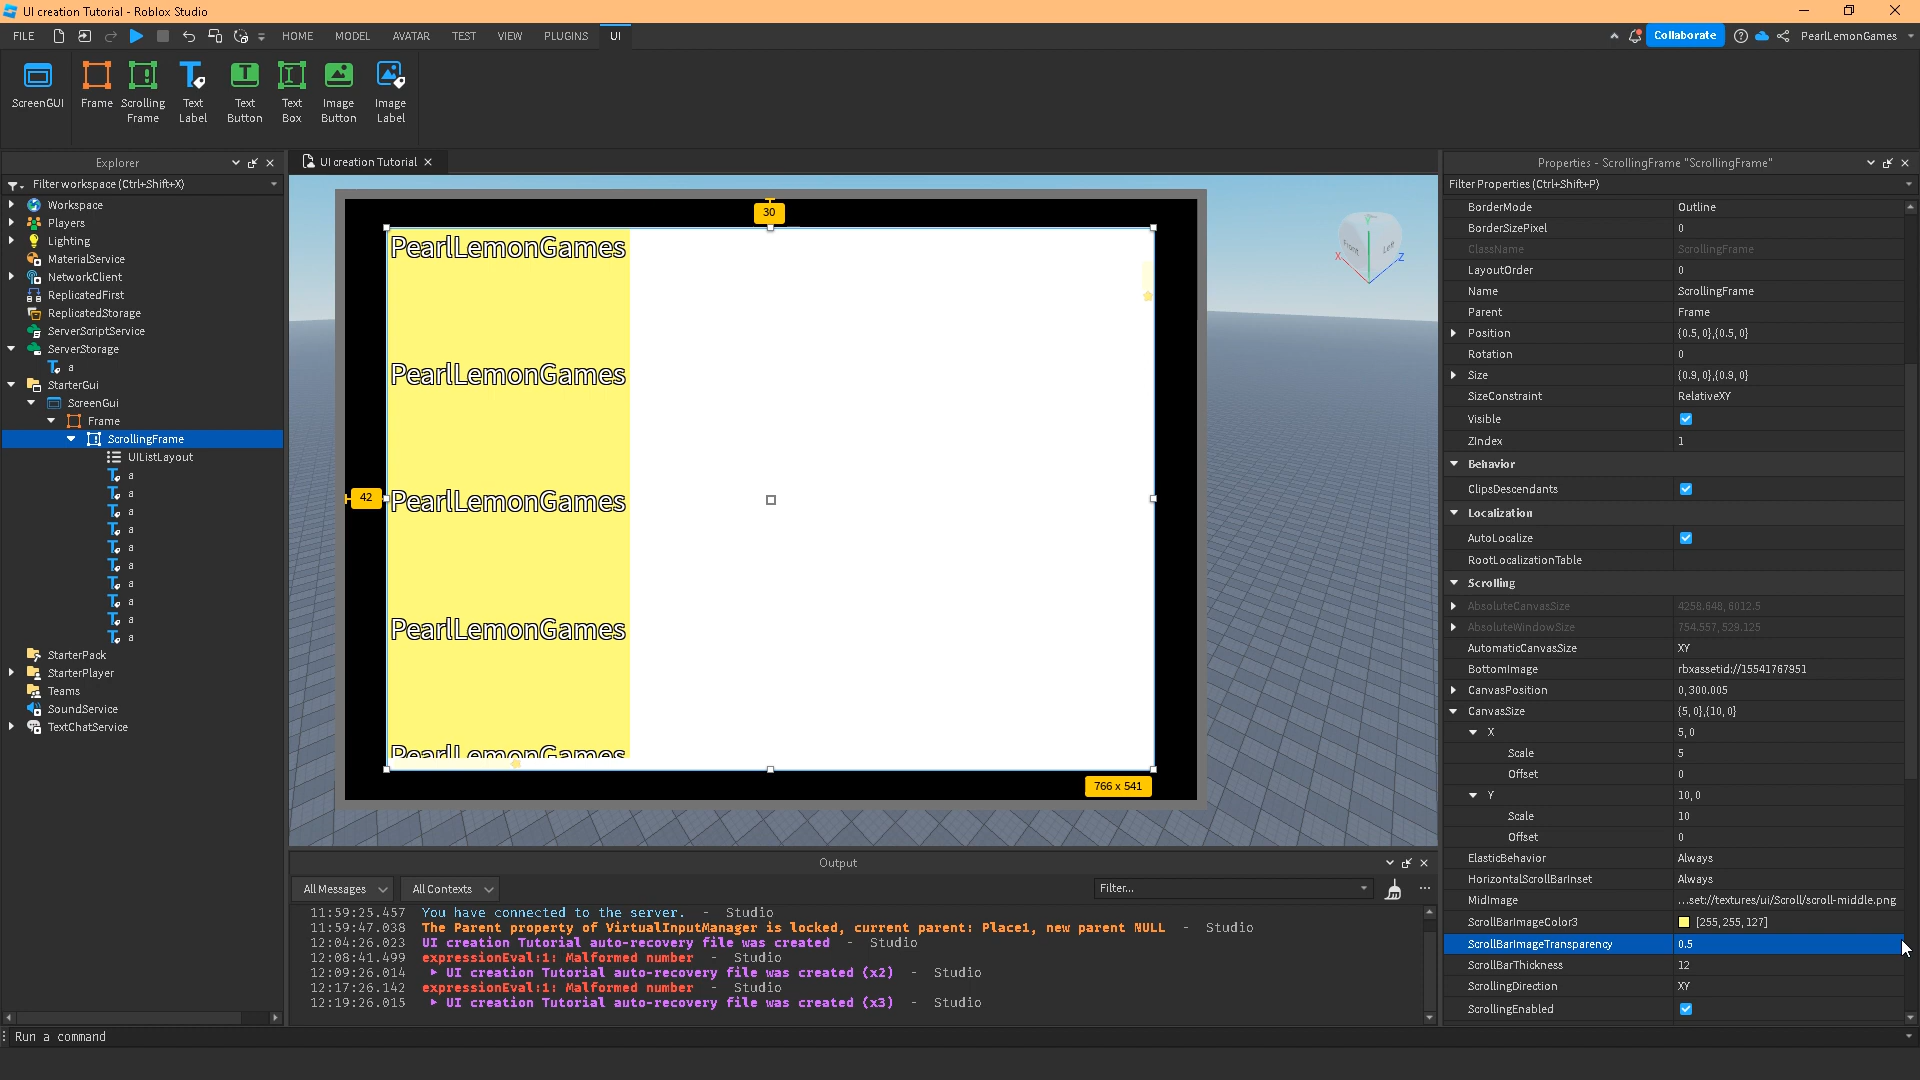 UI creation Tutorial - Roblox Studio
FILE HOME MODEL AVATAR TEST VIEW PLUGINS UI Collaborate PearlLemonGames
ScreenGUI
Frame
Scrolling
Frame
Text
Label
Text
Button
Text
Box
Image
Button
Image
Label
Explorer
Filter workspace (Ctrl+Shift+X)
Workspace
Players
Lighting
MaterialService
NetworkClient
ReplicatedFirst
ReplicatedStorage
ServerScriptService
ServerStorage
a
StarterGui
ScreenGui
Frame
ScrollingFrame
UIListLayout
a
a
a
a
a
a
a
a
a
a
StarterPack
StarterPlayer
Teams
SoundService
TextChatService
UI creation Tutorial
30
PearlLemonGames
PearlLemonGames
42
PearlLemonGames
PearlLemonGames
PearlLemonGames
766 x 541
Front
Left
X
Y
Z
Output
All Messages
All Contexts
Filter...
11:59:25.457 You have connected to the server. - Studio
11:59:47.038 The Parent property of VirtualInputManager is locked, current parent: Place1, new parent NULL - Studio
12:04:26.023 UI creation Tutorial auto-recovery file was created - Studio
12:08:41.499 expressionEval:1: Malformed number - Studio
12:09:26.014 UI creation Tutorial auto-recovery file was created (x2) - Studio
12:17:26.142 expressionEval:1: Malformed number - Studio
12:19:26.015 UI creation Tutorial auto-recovery file was created (x3) - Studio
Run a command
Properties - ScrollingFrame "ScrollingFrame"
Filter Properties (Ctrl+Shift+P)
BorderMode Outline
BorderSizePixel 0
ClassName ScrollingFrame
LayoutOrder 0
Name ScrollingFrame
Parent Frame
Position {0.5, 0},{0.5, 0}
Rotation 0
Size {0.9, 0},{0.9, 0}
SizeConstraint RelativeXY
Visible
ZIndex 1
Behavior
ClipsDescendants
Localization
AutoLocalize
RootLocalizationTable
Scrolling
AbsoluteCanvasSize 4258.648, 6012.5
AbsoluteWindowSize 754.557, 529.125
AutomaticCanvasSize XY
BottomImage rbxassetid://15541767951
CanvasPosition 0, 300.005
CanvasSize {5, 0},{10, 0}
X 5, 0
Scale 5
Offset 0
Y 10, 0
Scale 10
Offset 0
ElasticBehavior Always
HorizontalScrollBarInset Always
MidImage ...set://textures/ui/Scroll/scroll-middle.png
ScrollBarImageColor3 [255, 255, 127]
ScrollBarImageTransparency 0.5
ScrollBarThickness 12
ScrollingDirection XY
ScrollingEnabled